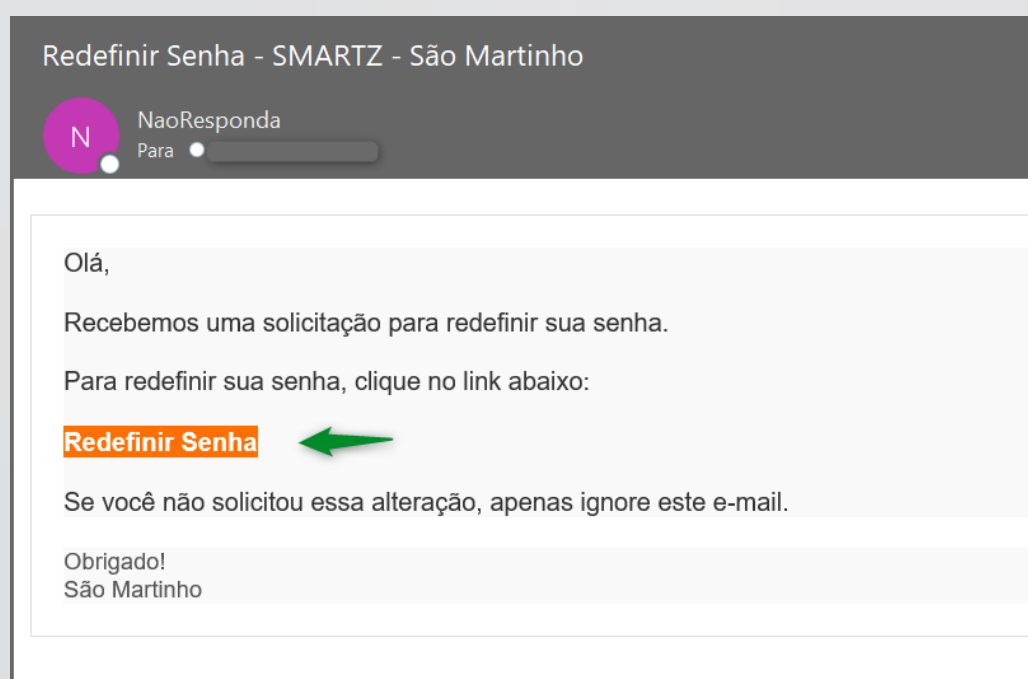 Redefinir Senha - SMARTZ - São Martinho
N
NaoResponda
Para
Olá,
Recebemos uma solicitação para redefinir sua senha.
Para redefinir sua senha, clique no link abaixo:
Redefinir Senha
Se você não solicitou essa alteração, apenas ignore este e-mail.
Obrigado!
São Martinho